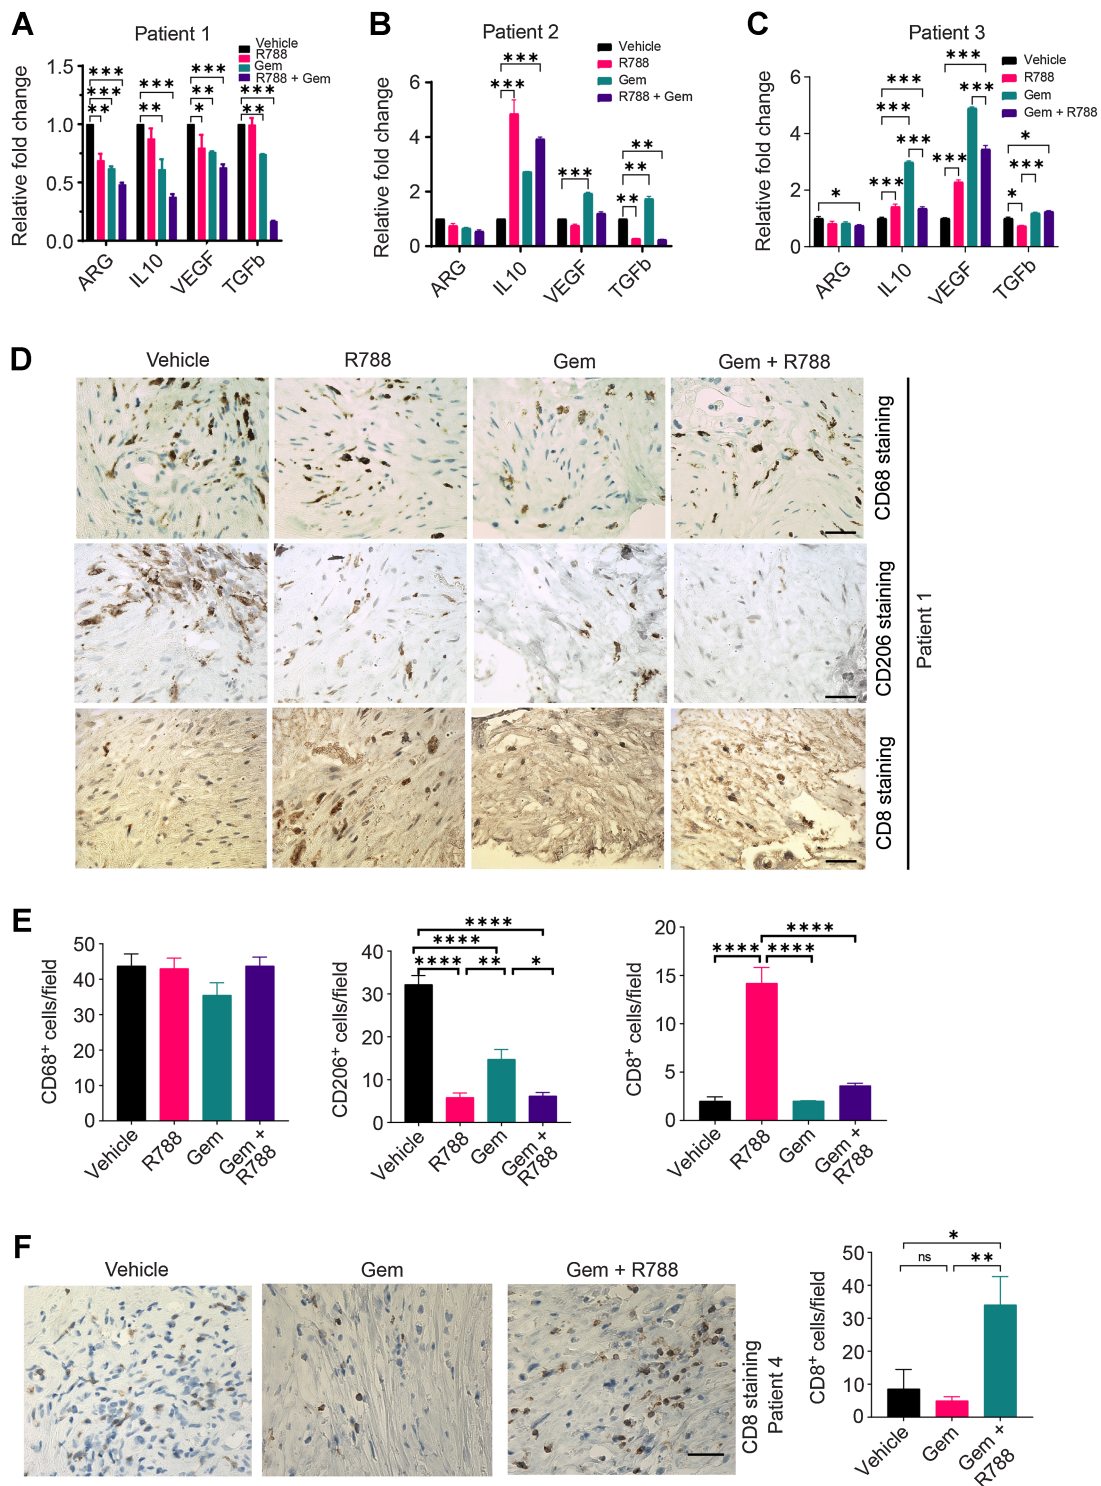 A
Patient 1
Vehicle
R788
Gem
R788 + Gem
Relative fold change
1.5
1.0
0.5
0.0
*** *** ** *** ** *** ** * *** **
ARG IL10 VEGF TGFb
B
Patient 2
Vehicle
R788
Gem
R788 + Gem
Relative fold change
6
4
2
0
*** *** *** ** ** **
ARG IL10 VEGF TGFb
C
Patient 3
Vehicle
R788
Gem
Gem + R788
Relative fold change
6
4
2
0
* *** *** *** *** *** *** *** * *** *
ARG IL10 VEGF TGFb
D
Vehicle R788 Gem Gem + R788
CD68 staining
CD206 staining
CD8 staining
Patient 1
E
CD68+ cells/field
50
40
30
20
10
0
Vehicle R788 Gem Gem + R788
CD206+ cells/field
40
30
20
10
0
****
****
**** ** *
Vehicle R788 Gem Gem + R788
CD8+ cells/field
20
15
10
5
0
****
**** ****
Vehicle R788 Gem Gem + R788
F
Vehicle Gem Gem + R788
CD8 staining
Patient 4
CD8+ cells/field
50
40
30
20
10
0
*
ns **
Vehicle Gem Gem + R788